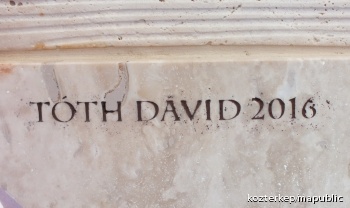 TÓTH DÁVID 2016
kozterkep/mapublic